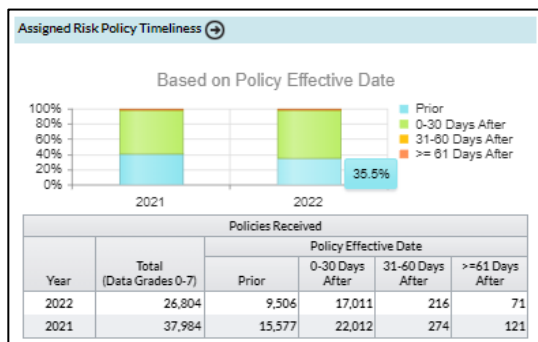 Assigned Risk Policy Timeliness
Based on Policy Effective Date
100%
80%
60%
40%
20%
0%
35.5%
2021
2022
Prior
0-30 Days After
31-60 Days After
>= 61 Days After
Policies Received
Policy Effective Date
Year
Total
(Data Grades 0-7)
Prior
0-30 Days
After
31-60 Days
After
>=61 Days
After
2022 26,804 9,506 17,011 216 71
2021 37,984 15,577 22,012 274 121